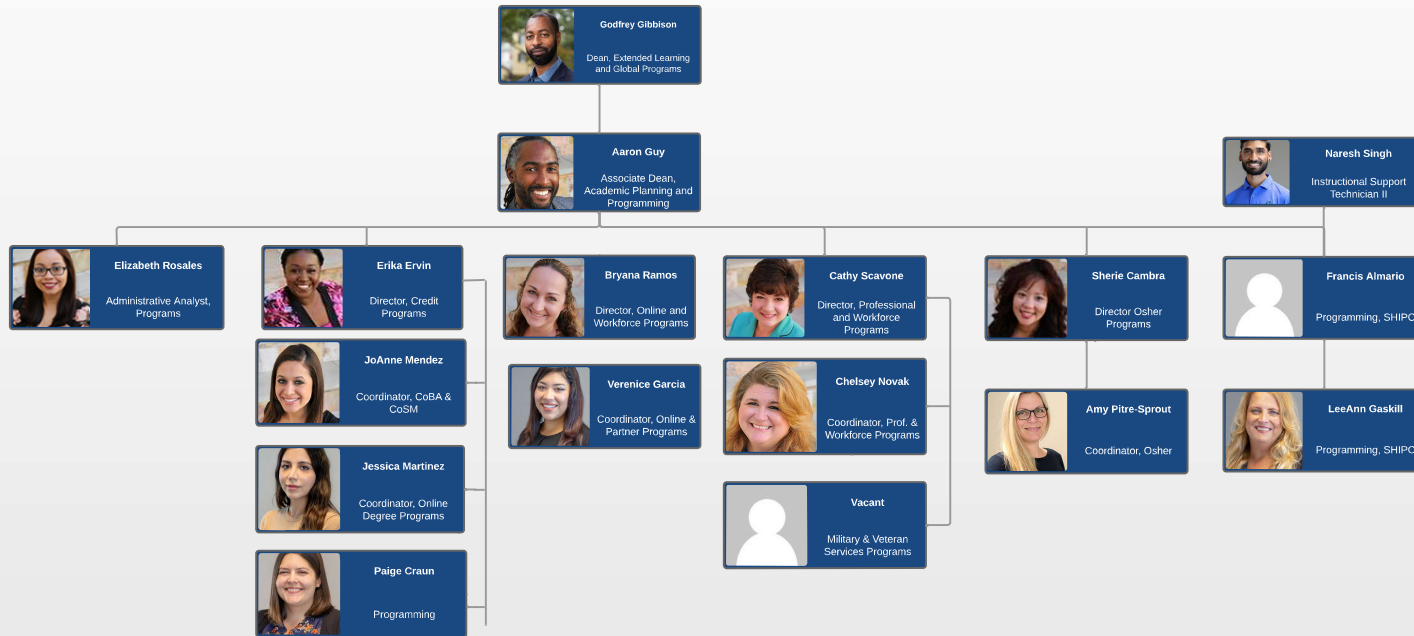 Godfrey Gibbison
Dean, Extended Learning
and Global Programs
Aaron Guy
Associate Dean,
Academic Planning and
Programming
Naresh Singh
Instructional Support
Technician II
Elizabeth Rosales
Administrative Analyst,
Programs
Erika Ervin
Director, Credit
Programs
Bryana Ramos
Director, Online and
Workforce Programs
Cathy Scavone
Director, Professional
and Workforce
Programs
Sherie Cambra
Director Osher
Programs
Francis Almario
Programming, SHIPO
JoAnne Mendez
Coordinator, CoBA &
CoSM
Verenice Garcia
Coordinator, Online &
Partner Programs
Chelsey Novak
Coordinator, Prof. &
Workforce Programs
Amy Pitre-Sprout
Coordinator, Osher
LeeAnn Gaskill
Programming, SHIPO
Jessica Martinez
Coordinator, Online
Degree Programs
Vacant
Military & Veteran
Services Programs
Paige Craun
Programming